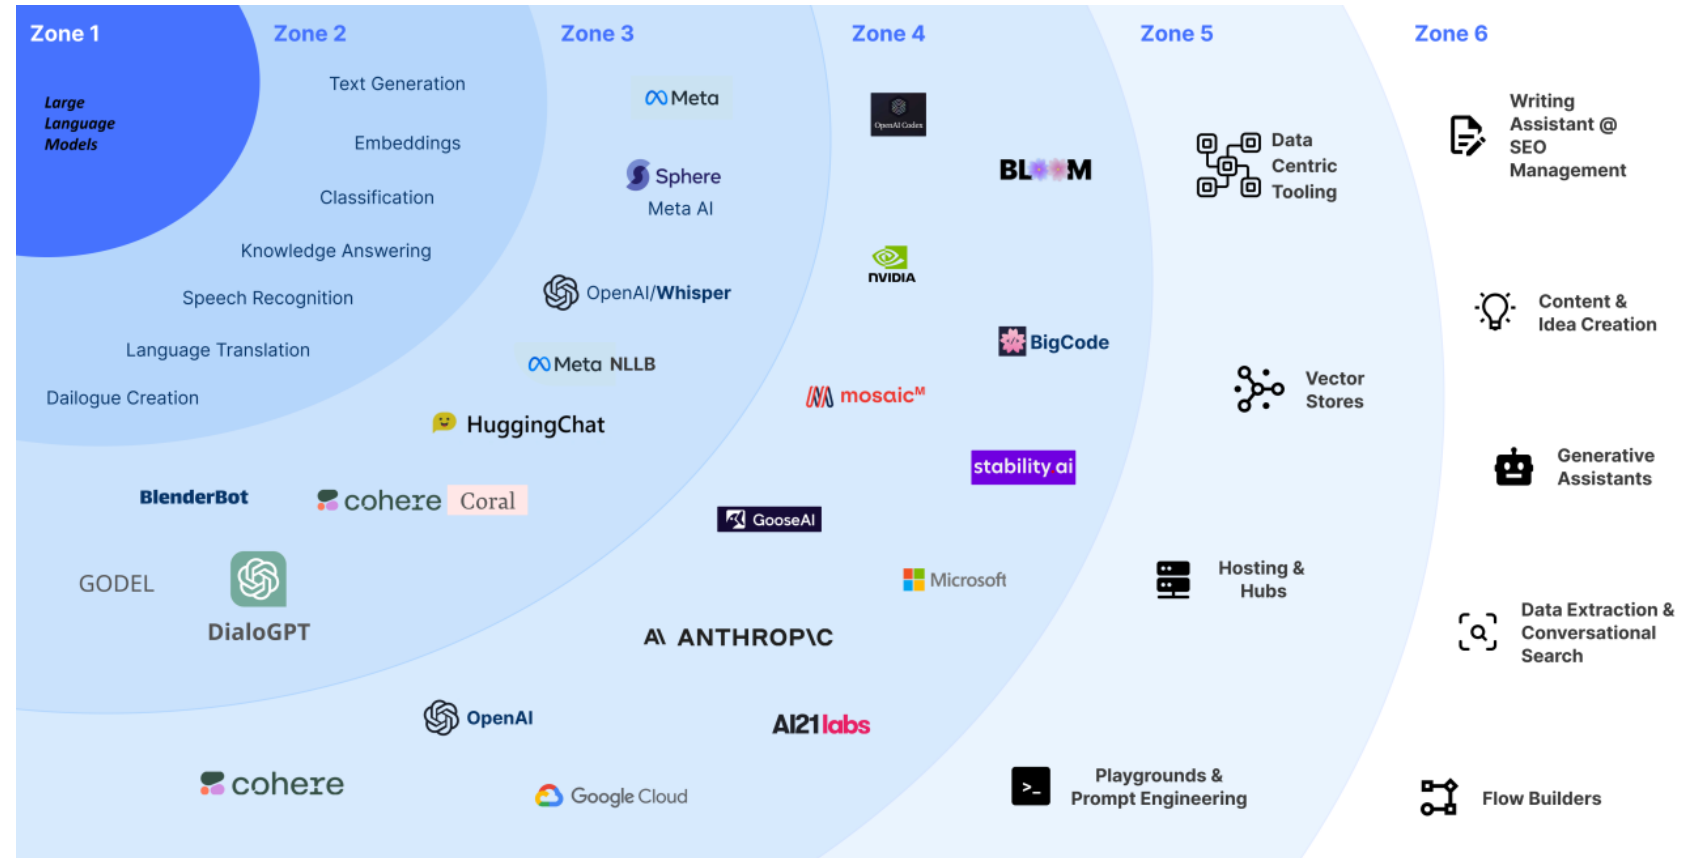 Zone 1
Large
Language
Models
Zone 2
Text Generation
Embeddings
Classification
Knowledge Answering
Speech Recognition
Language Translation
Dailogue Creation
Zone 3
Meta
Sphere
Meta AI
OpenAI/Whisper
Meta NLLB
HuggingChat
cohere Coral
BlenderBot
GODEL
DialoGPT
Zone 4
OpenAI Codex
BLOOM
NVIDIA
BigCode
mosaicM
stability.ai
GooseAI
Microsoft
ANTHROP\C
AI21labs
OpenAI
Google Cloud
cohere
Zone 5
Data
Centric
Tooling
Vector
Stores
Hosting &
Hubs
>_
Playgrounds &
Prompt Engineering
Zone 6
Writing
Assistant @
SEO
Management
Content &
Idea Creation
Generative
Assistants
Data Extraction &
Conversational
Search
Flow Builders